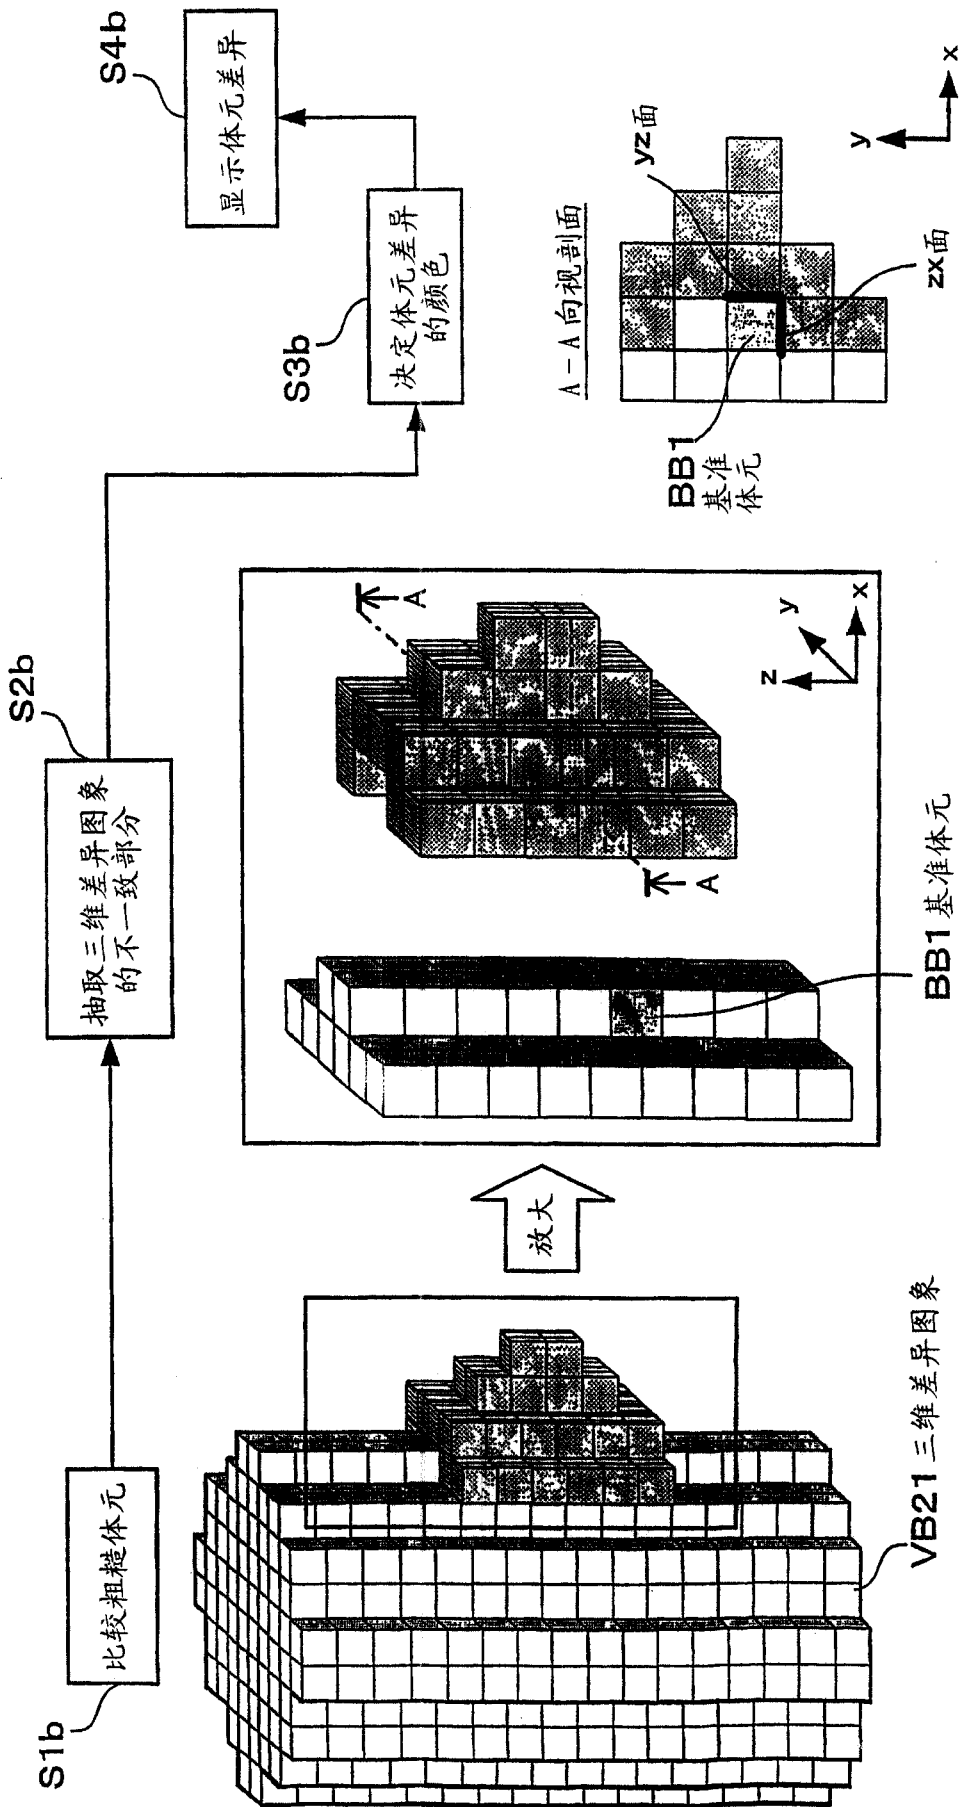 S1b
比较粗糙体元
S2b
抽取三维差异图象
的不一致部分
S3b
决定体元差异
的颜色
S4b
显示体元差异
VB21 三维差异图象
放大
A
A
z
y
x
BB1 基准体元
A－A向视剖面
yz面
zx面
BB1
基准
体元
y
x